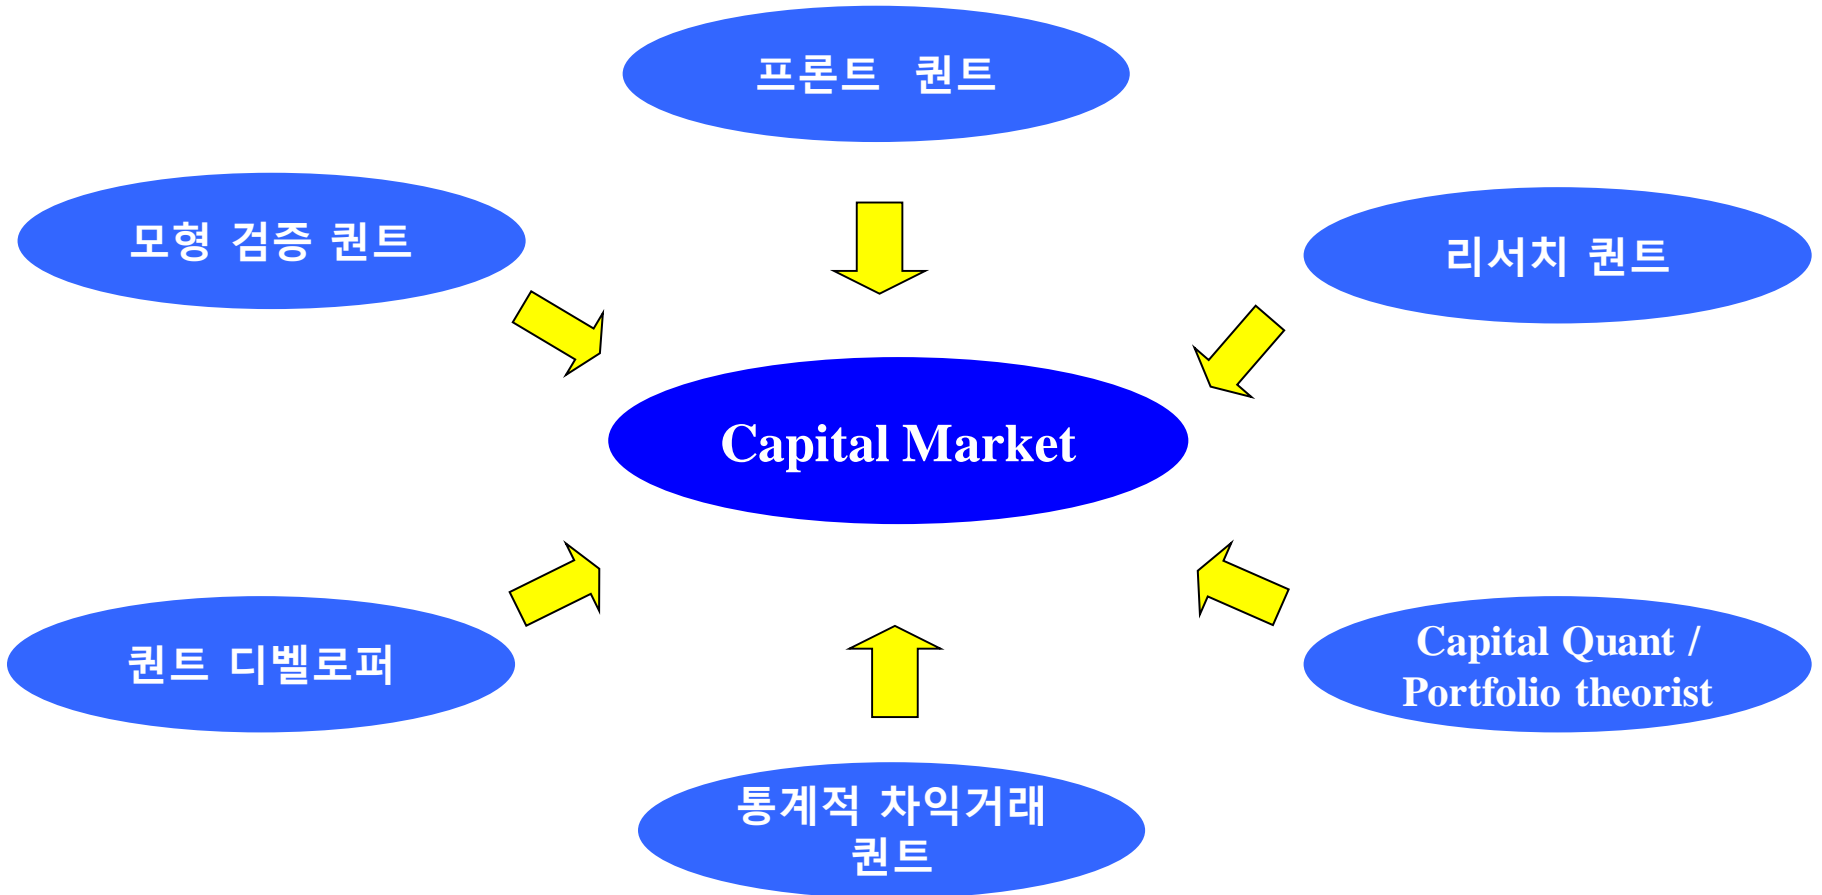 프론트 퀀트
모형 검증 퀀트
리서치 퀀트
Capital Market
퀀트 디벨로퍼
Capital Quant /
Portfolio theorist
통계적 차익거래
퀀트